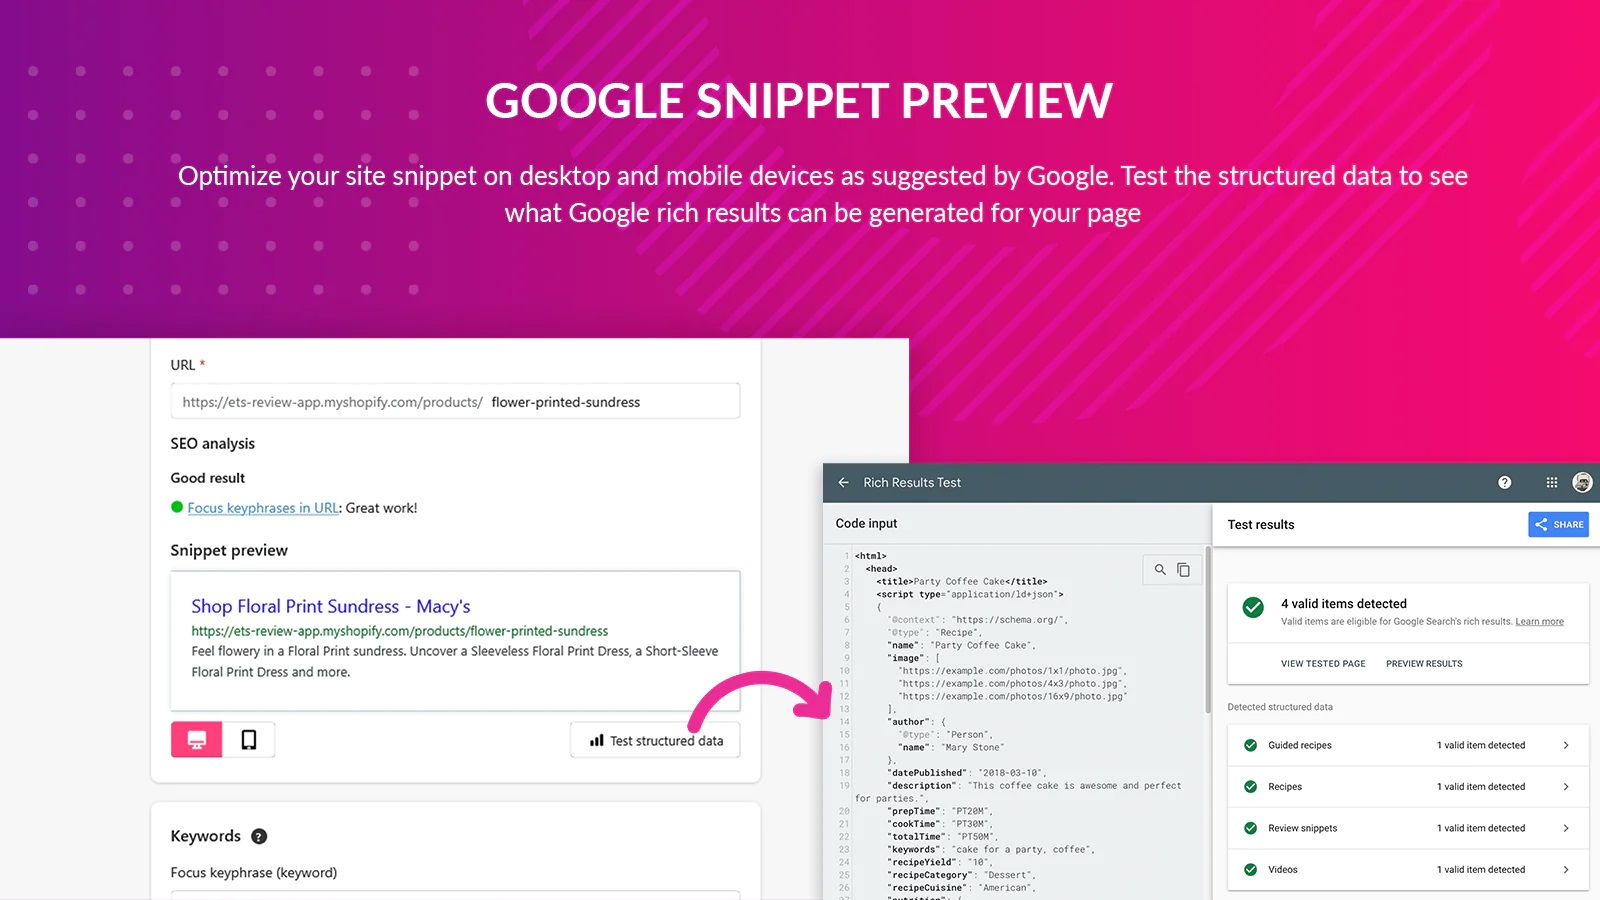 GOOGLE SNIPPET PREVIEW
Optimize your site snippet on desktop and mobile devices as suggested by Google. Test the structured data to see
what Google rich results can be generated for your page
URL *
https://ets-review-app.myshopify.com/products/ flower-printed-sundress
SEO analysis
Good result
Focus keyphrases in URL: Great work!
Snippet preview
Shop Floral Print Sundress - Macy's
https://ets-review-app.myshopify.com/products/flower-printed-sundress
Feel flowery in a Floral Print sundress. Uncover a Sleeveless Floral Print Dress, a Short-Sleeve
Floral Print Dress and more.
Test structured data
Keywords ?
Focus keyphrase (keyword)
Rich Results Test
?
Code input
1 <html>
2 <head>
3 <title>Party Coffee Cake</title>
4 <script type="application/ld+json">
5 {
6 "@context": "https://schema.org/",
7 "@type": "Recipe",
8 "name": "Party Coffee Cake",
9 "image": [
10 "https://example.com/photos/1x1/photo.jpg",
11 "https://example.com/photos/4x3/photo.jpg",
12 "https://example.com/photos/16x9/photo.jpg"
13 ],
14 "author": {
15 "@type": "Person",
16 "name": "Mary Stone"
17 },
18 "datePublished": "2018-03-10",
19 "description": "This coffee cake is awesome and perfect
for parties.",
20 "prepTime": "PT20M",
21 "cookTime": "PT30M",
22 "totalTime": "PT50M",
23 "keywords": "cake for a party, coffee",
24 "recipeYield": "10",
25 "recipeCategory": "Dessert",
26 "recipeCuisine": "American",
27 "nutrition": {
Test results
SHARE
4 valid items detected
Valid items are eligible for Google Search's rich results. Learn more
VIEW TESTED PAGE PREVIEW RESULTS
Detected structured data
Guided recipes 1 valid item detected
Recipes 1 valid item detected
Review snippets 1 valid item detected
Videos 1 valid item detected